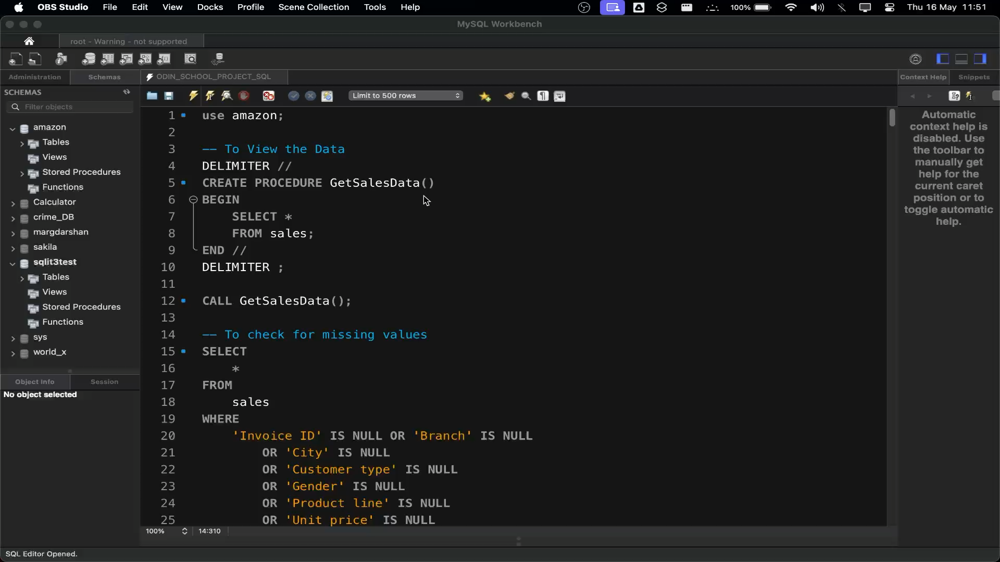 OBS Studio File Edit View Docks Profile Scene Collection Tools Help 100% Thu 16 May 11:51
MySQL Workbench
root - Warning - not supported
Administration Schemas ODIN_SCHOOL_PROJECT_SQL Context Help Snippets
SCHEMAS
Limit to 500 rows
Filter objects
amazon
Tables
Views
Stored Procedures
Functions
Calculator
crime_DB
margdarshan
sakila
sqlit3test
Tables
Views
Stored Procedures
Functions
sys
world_x
Object Info Session
No object selected
1 use amazon;
2
3 -- To View the Data
4 DELIMITER //
5 CREATE PROCEDURE GetSalesData()
6 BEGIN
7 SELECT *
8 FROM sales;
9 END //
10 DELIMITER ;
11
12 CALL GetSalesData();
13
14 -- To check for missing values
15 SELECT
16 *
17 FROM
18 sales
19 WHERE
20 'Invoice ID' IS NULL OR 'Branch' IS NULL
21 OR 'City' IS NULL
22 OR 'Customer type' IS NULL
23 OR 'Gender' IS NULL
24 OR 'Product line' IS NULL
25 OR 'Unit price' IS NULL
Automatic
context help is
disabled. Use
the toolbar to
manually get
help for the
current caret
position or to
toggle automatic
help.
100% 14:310
SQL Editor Opened.